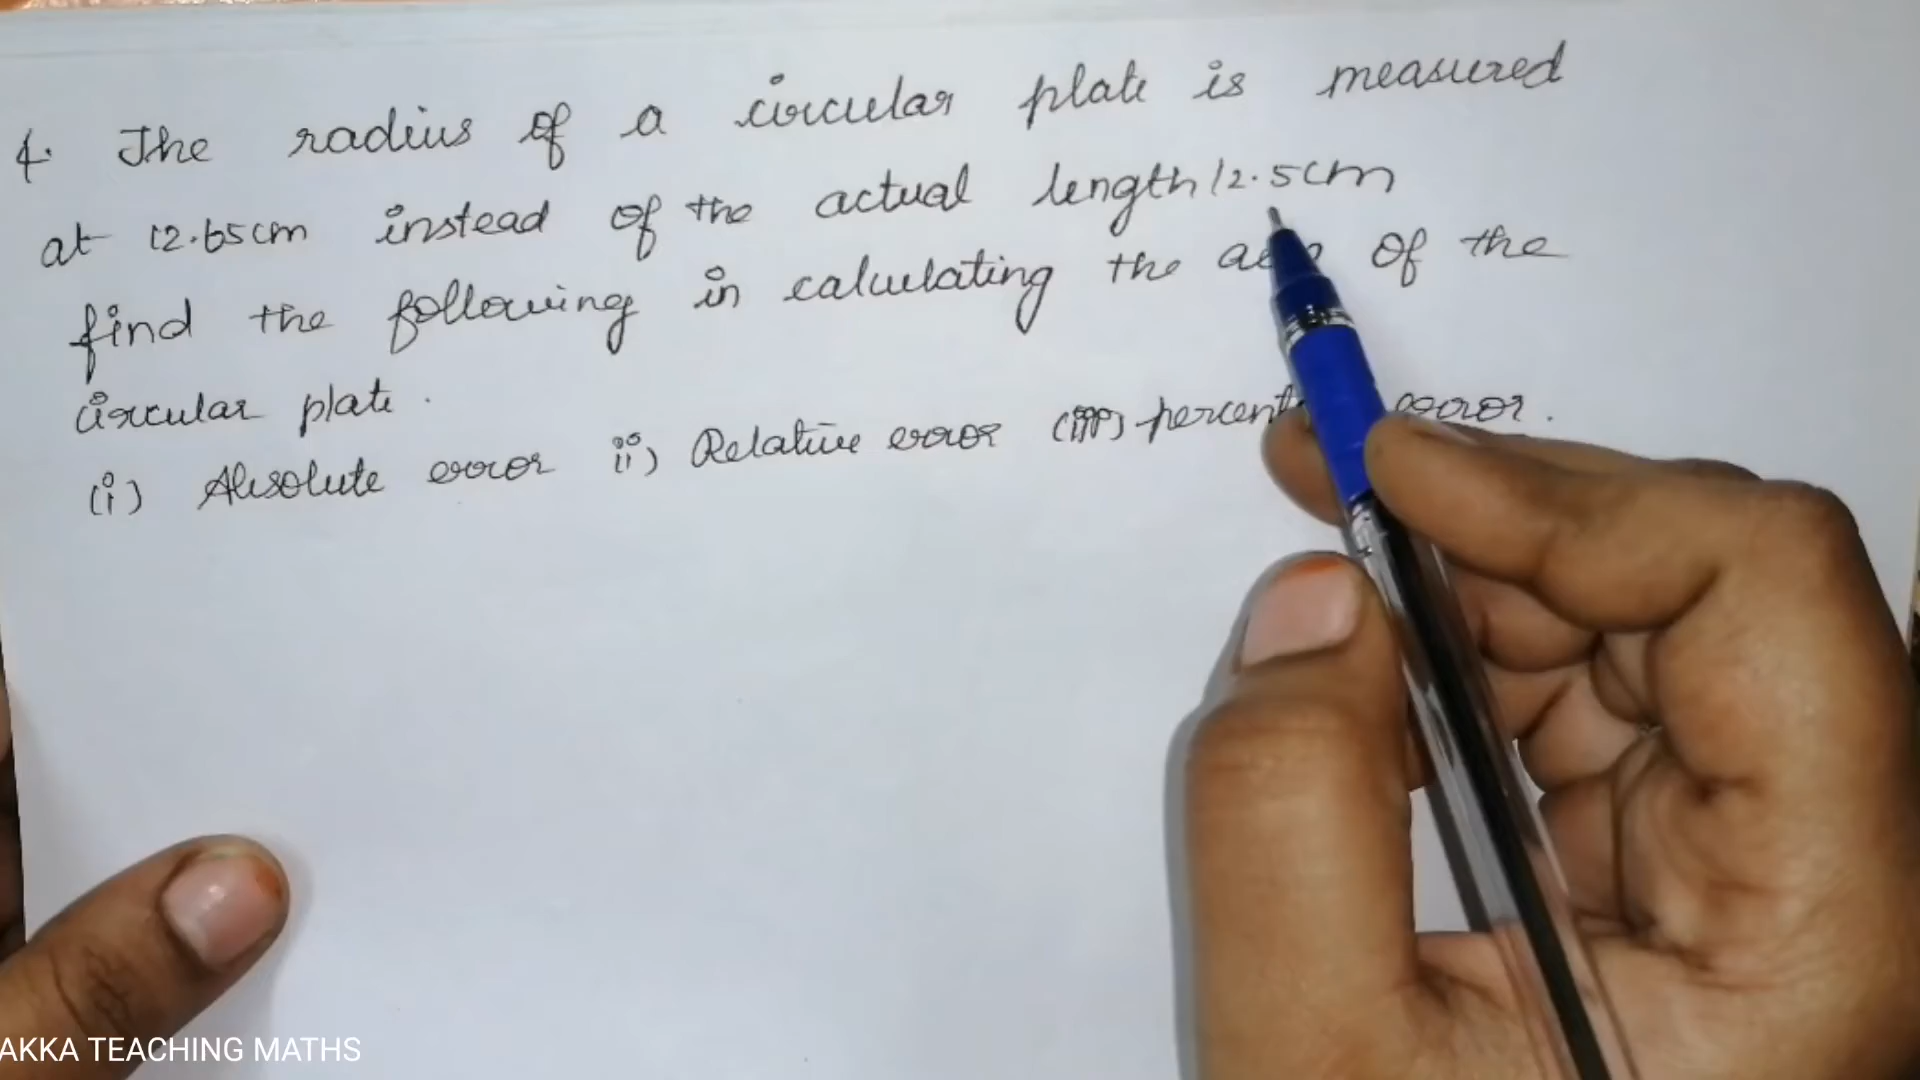 4. The radius of a circular plate is measured
at 12.65cm instead of the actual length 12.5cm
find the following in calculating the of the
circular plate.
(i) Absolute error ii) Relative error (iii) error.
AKKA TEACHING MATHS